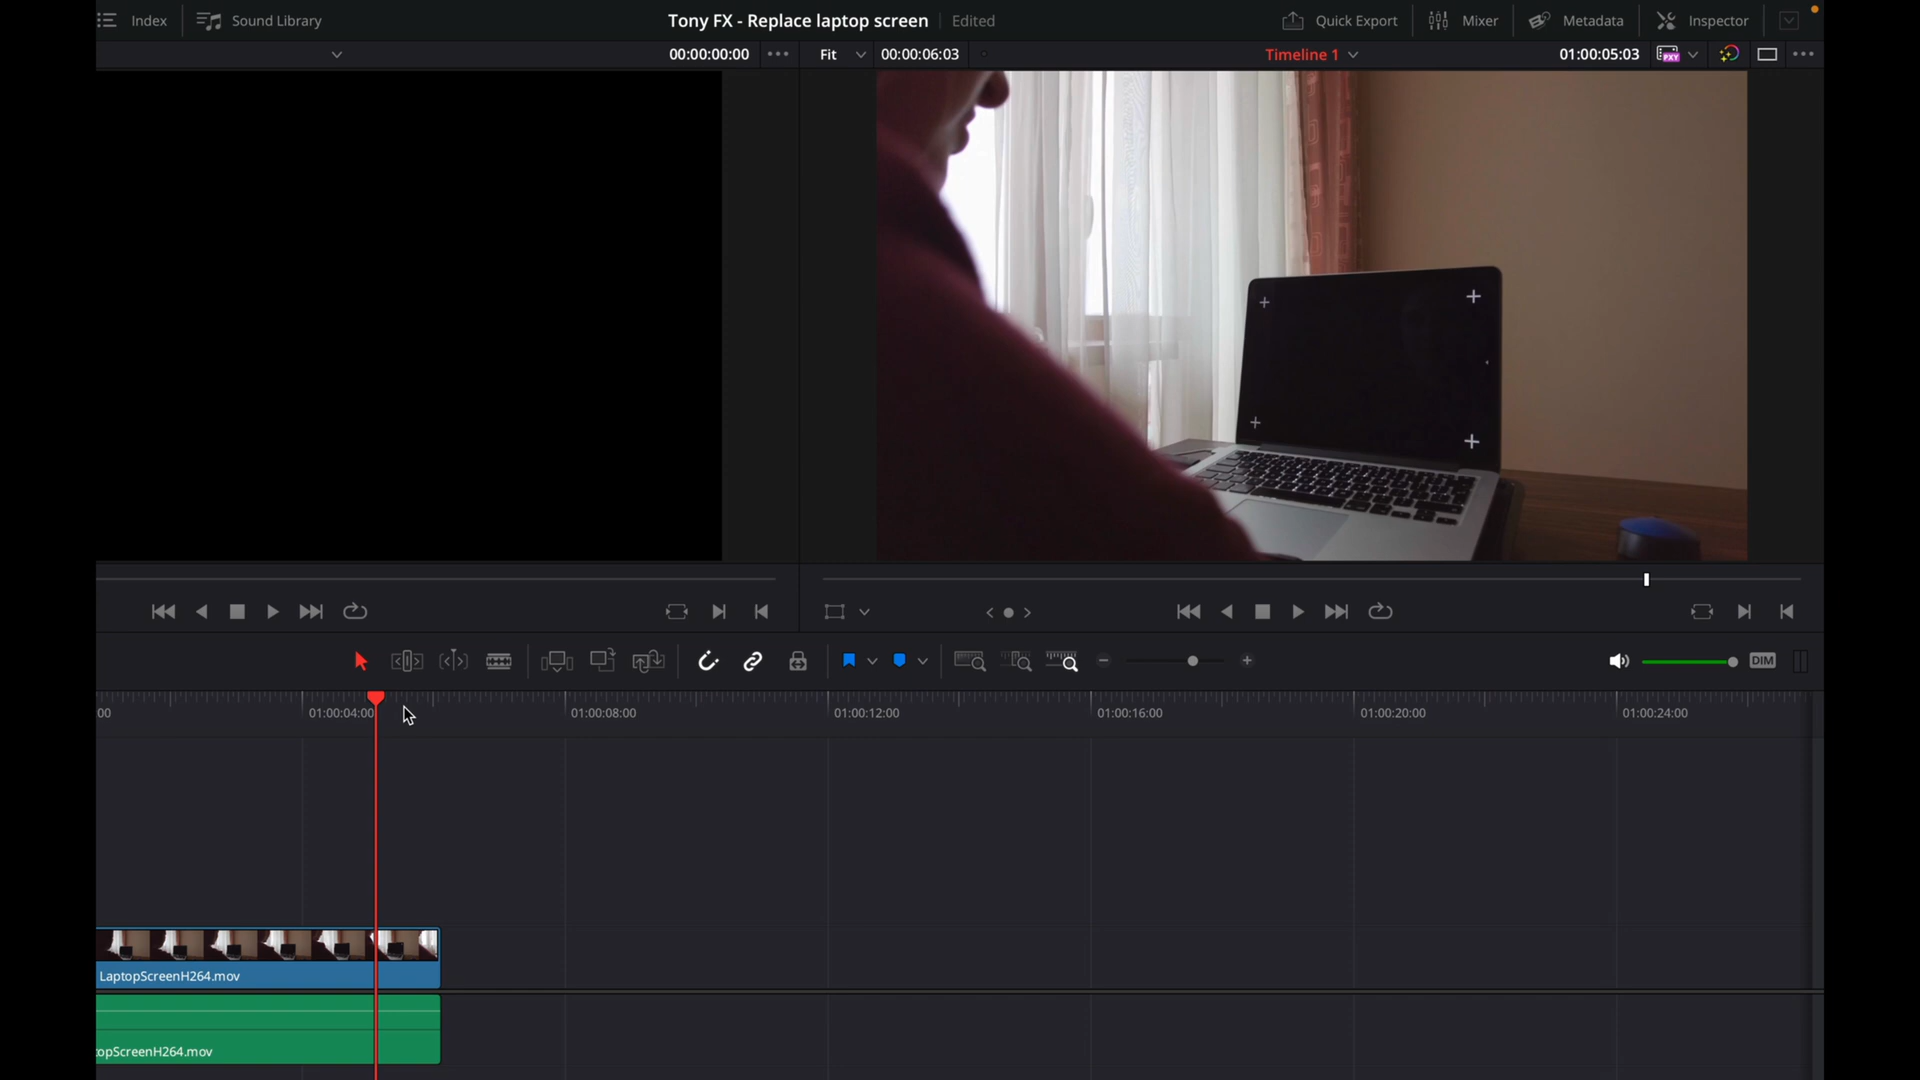 Index Sound Library Tony FX - Replace laptop screen Edited Quick Export Mixer Metadata Inspector
00:00:00:00 Fit 00:00:06:03 Timeline 1 01:00:05:03 PXY
DIM
00 01:00:04:00 01:00:08:00 01:00:12:00 01:00:16:00 01:00:20:00 01:00:24:00
LaptopScreenH264.mov
topScreenH264.mov